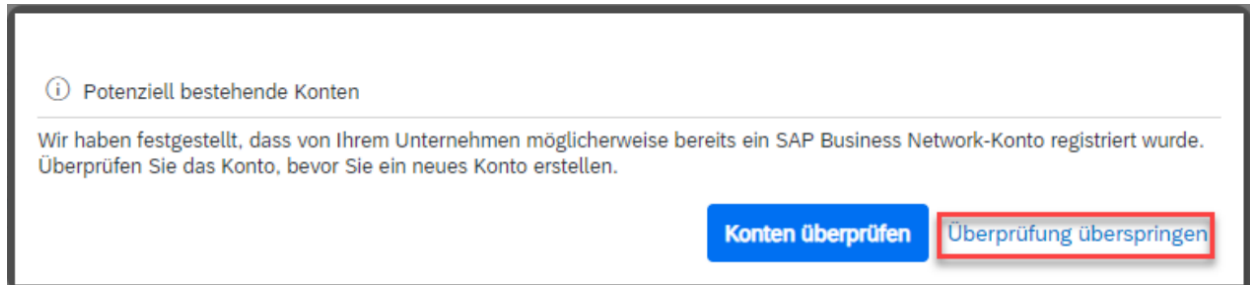 Potenziell bestehende Konten
Wir haben festgestellt, dass von Ihrem Unternehmen möglicherweise bereits ein SAP Business Network-Konto registriert wurde.
Überprüfen Sie das Konto, bevor Sie ein neues Konto erstellen.
Konten überprüfen Überprüfung überspringen